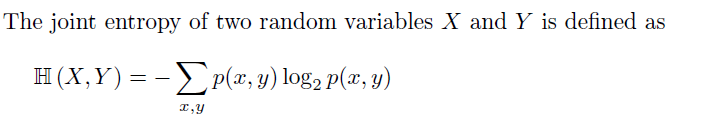 The joint entropy of two random variables X and Y is defined as
ℍ (X, Y) = − ∑ p(x, y) log₂ p(x, y)
x,y